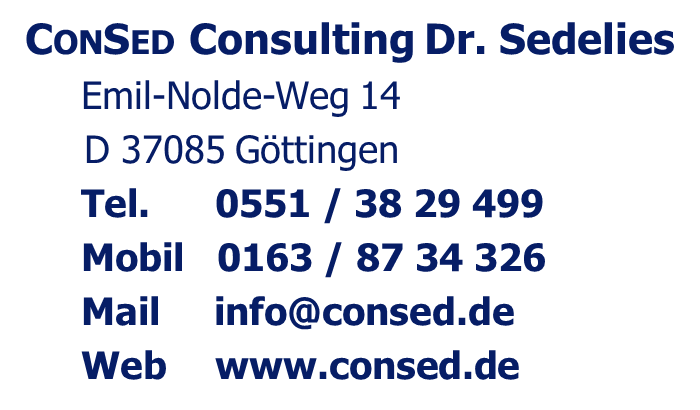 CONSED Consulting Dr. Sedelies
Emil-Nolde-Weg 14
D 37085 Göttingen
Tel. 0551 / 38 29 499
Mobil 0163 / 87 34 326
Mail info@consed.de
Web www.consed.de